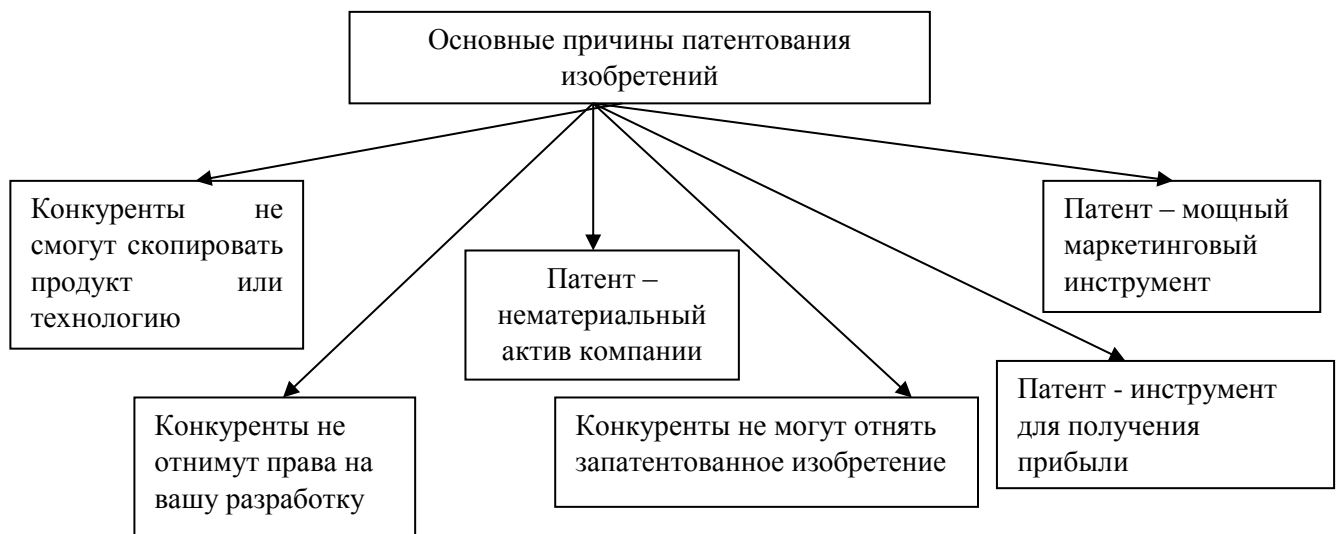 Основные причины патентования
изобретений
Конкуренты не
смогут скопировать
продукт или
технологию
Патент – мощный
маркетинговый
инструмент
Патент –
нематериальный
актив компании
Патент - инструмент
для получения
прибыли
Конкуренты не
отнимут права на
вашу разработку
Конкуренты не могут отнять
запатентованное изобретение